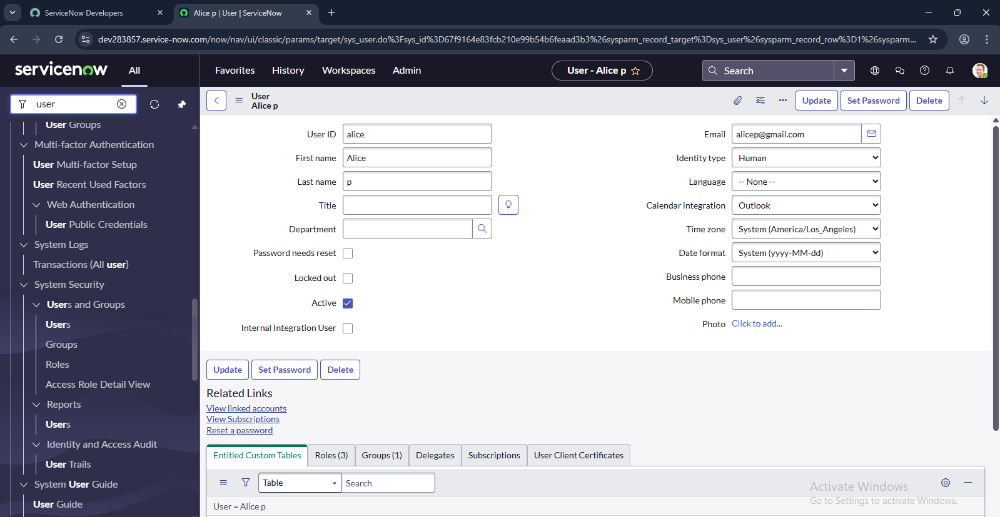 ServiceNow Developers
Alice p | User | ServiceNow
dev283857.service-now.com/now/nav/ui/classic/params/target/sys_user.do%3Fsys_id%3D67f9164e83fcb210e99b54b6feaad3b3%26sysparm_record_target%3Dsys_user%26sysparm_record_row%3D1%26sysparm...
servicenow
All
Favorites
History
Workspaces
Admin
User - Alice p
Search
user
User Groups
Multi-factor Authentication
User Multi-factor Setup
User Recent Used Factors
Web Authentication
User Public Credentials
System Logs
Transactions (All user)
System Security
Users and Groups
Users
Groups
Roles
Access Role Detail View
Reports
Users
Identity and Access Audit
User Trails
System User Guide
User Guide
User
Alice p
Update
Set Password
Delete
User ID alice
First name Alice
Last name p
Title
Department
Password needs reset
Locked out
Active
Internal Integration User
Email alicep@gmail.com
Identity type Human
Language -- None --
Calendar integration Outlook
Time zone System (America/Los_Angeles)
Date format System (yyyy-MM-dd)
Business phone
Mobile phone
Photo Click to add...
Update
Set Password
Delete
Related Links
View linked accounts
View Subscriptions
Reset a password
Entitled Custom Tables
Roles (3)
Groups (1)
Delegates
Subscriptions
User Client Certificates
Table
Search
User = Alice p
Activate Windows
Go to Settings to activate Windows.